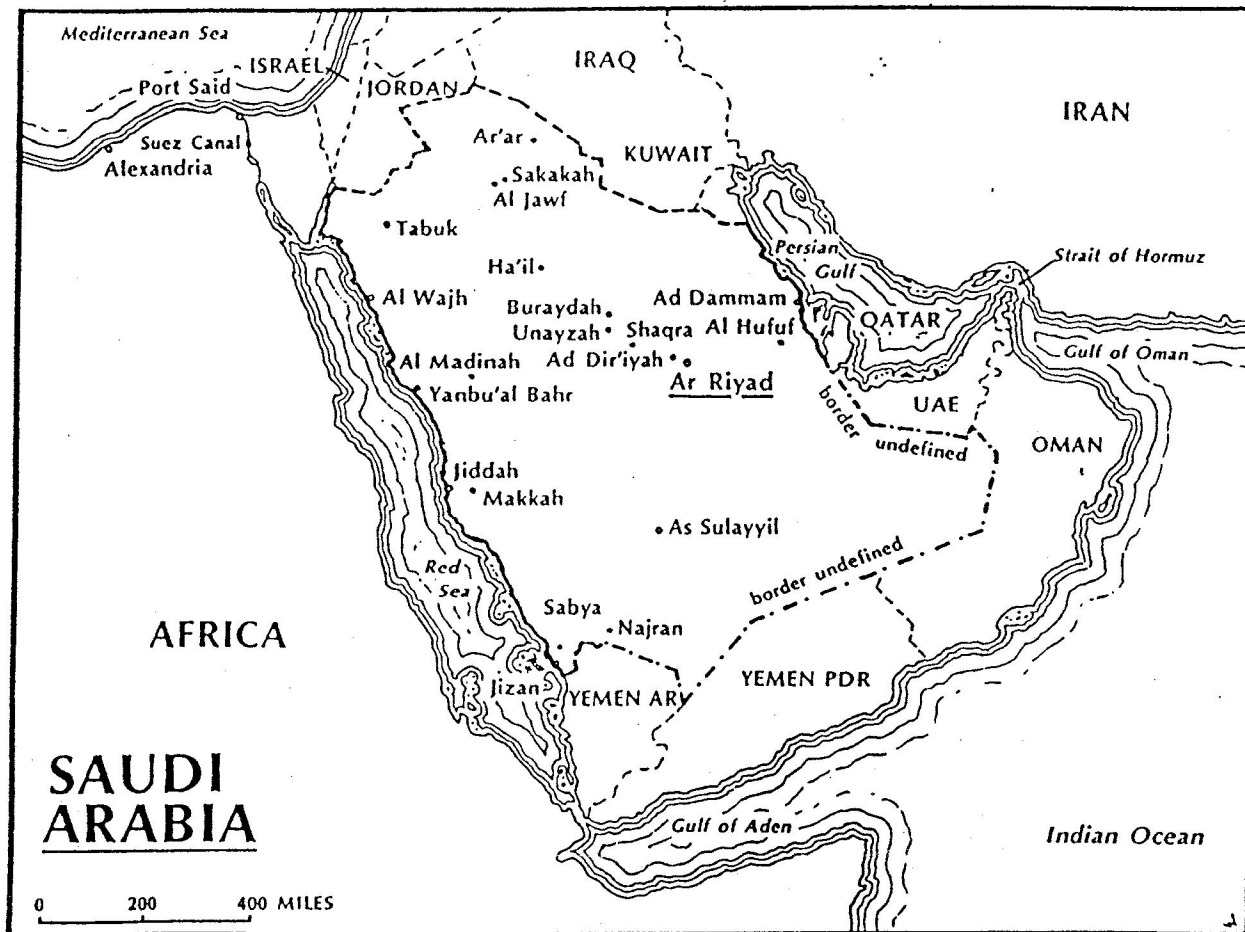 Mediterranean Sea
ISRAEL
IRAQ
Port Said
JORDAN
IRAN
Suez Canal
Alexandria
Ar'ar
KUWAIT
Sakakah
Al Jawf
Tabuk
Persian
Gulf
Strait of Hormuz
Ha'il
Al Wajh
Ad Dammam
Buraydah
QATAR
Unayzah
Shaqra
Al Hufuf
Gulf of Oman
Al Madinah
Ad Dir'iyah
Ar Riyad
Yanbu'al Bahr
UAE
border
undefined
OMAN
Jiddah
Makkah
As Sulayyil
border undefined
Red
Sea
Sabya
Najran
AFRICA
Jizan
YEMEN AR
YEMEN PDR
SAUDI
ARABIA
Gulf of Aden
Indian Ocean
0 200 400 MILES